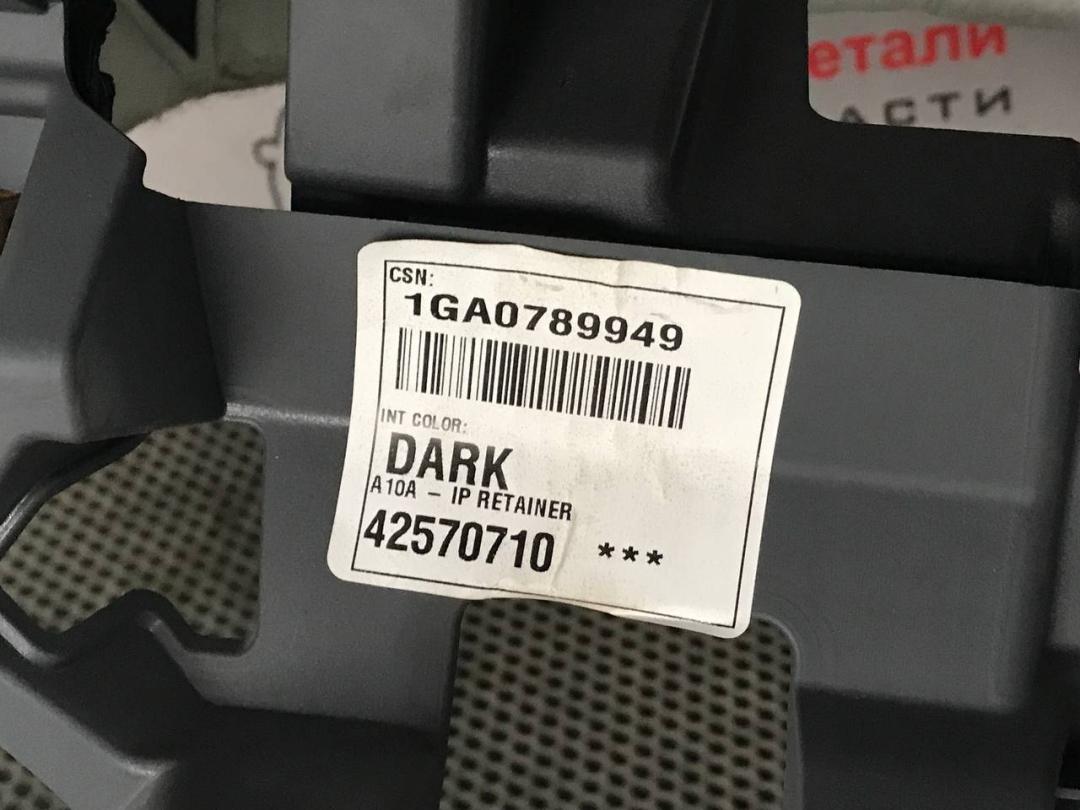 етали
АСТИ
CSN:
1GA0789949
INT COLOR:
DARK
A10A - IP RETAINER
42570710 ***